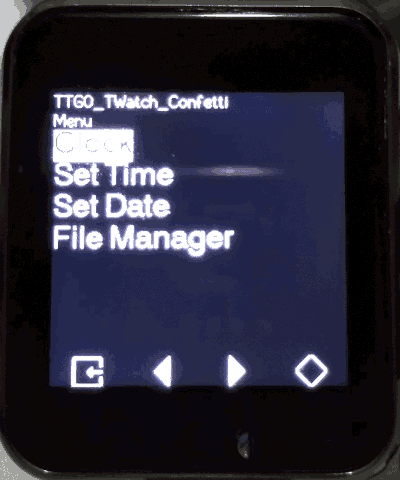 TTGO_TWatch_Confetti
Menu
Clock
Set Time
Set Date
File Manager